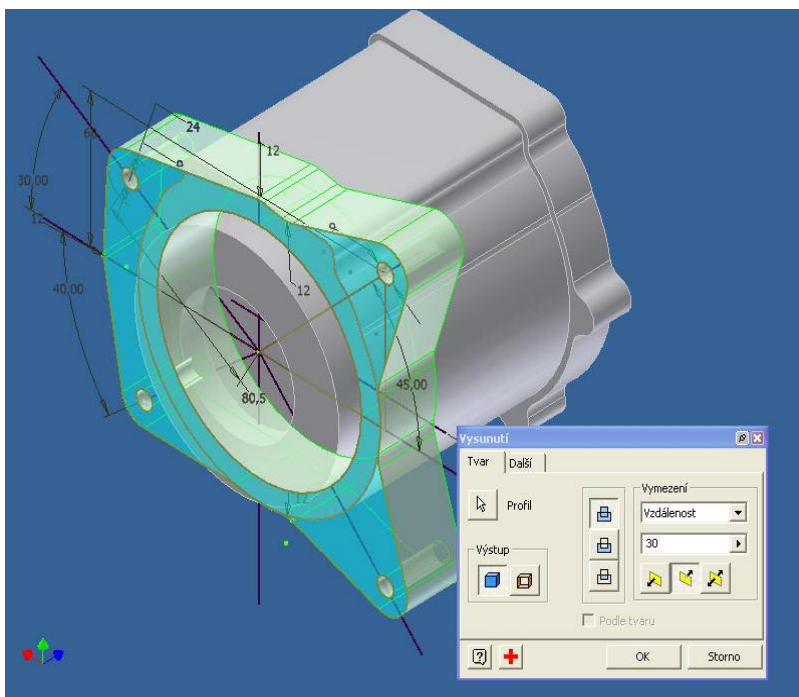 24
12
30,00
12
40,00
12
80,5
45,00
12
Vysunutí
Tvar
Další
Profil
Výstup
Vymezení
Vzdálenost
30
Podle tvaru
OK
Storno